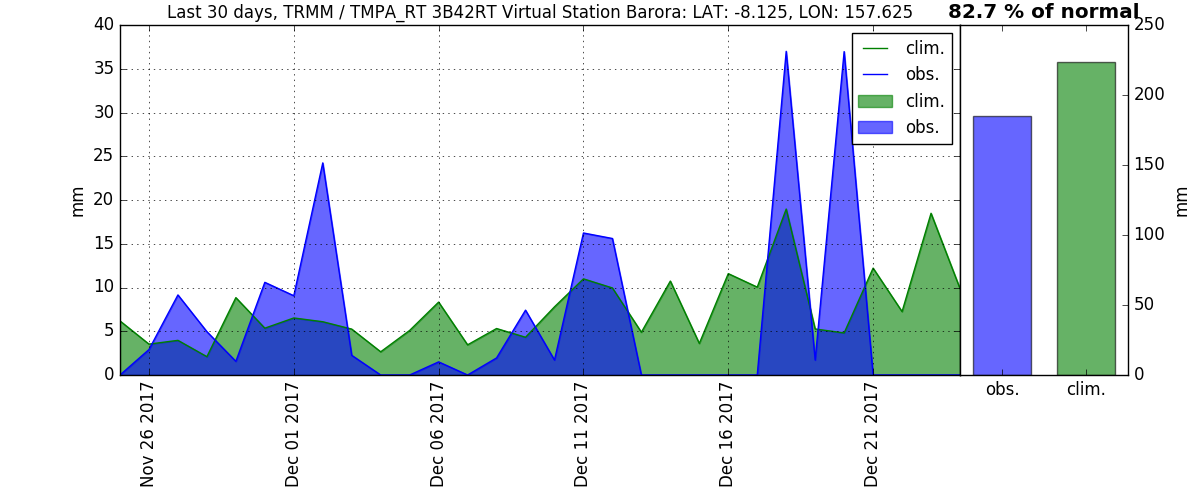 Last 30 days, TRMM / TMPA_RT 3B42RT Virtual Station Barora: LAT: -8.125, LON: 157.625
82.7 % of normal
40
35
30
25
20
15
10
5
0
mm
clim.
obs.
clim.
obs.
Nov 26 2017
Dec 01 2017
Dec 06 2017
Dec 11 2017
Dec 16 2017
Dec 21 2017
250
200
150
100
50
0
mm
obs.
clim.